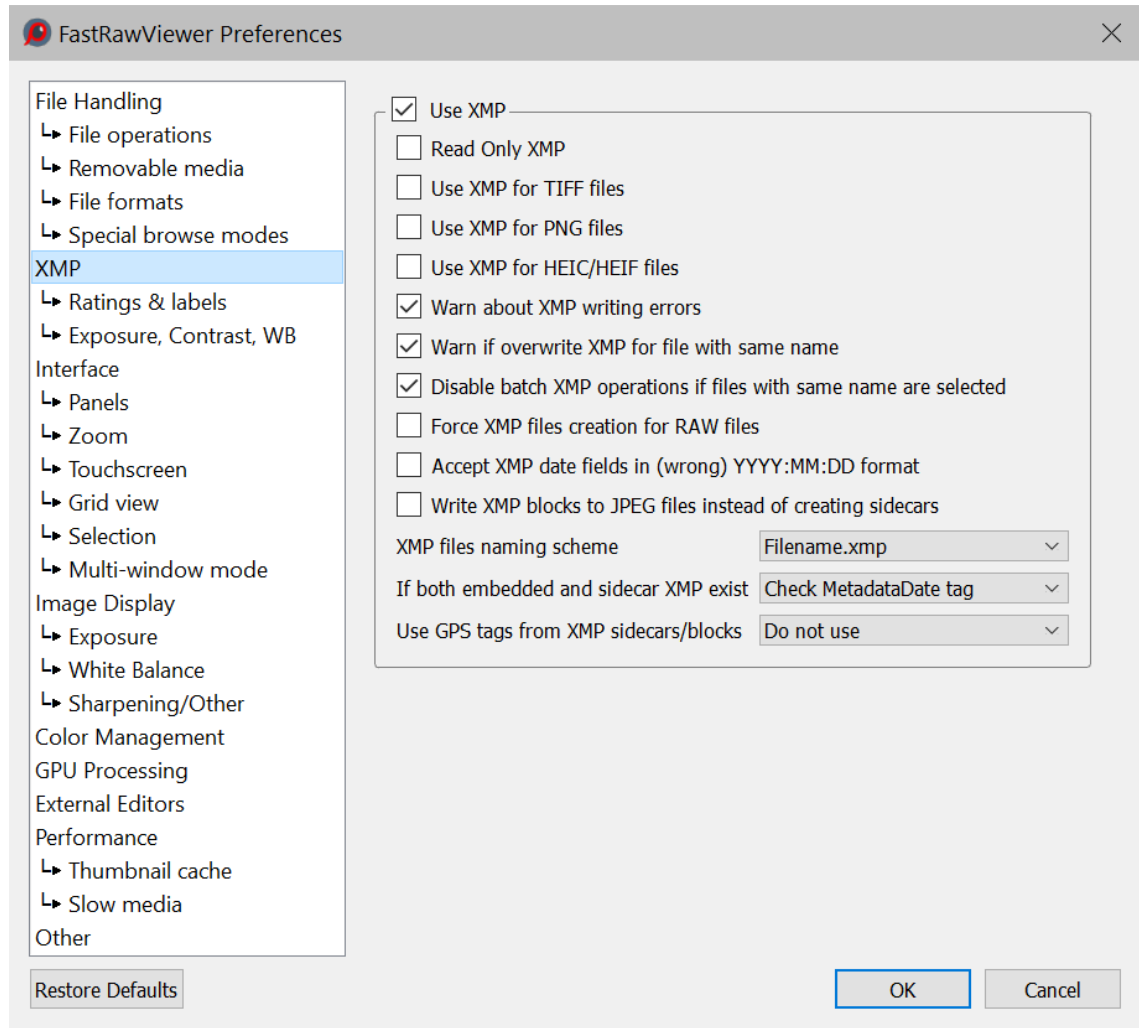 FastRawViewer Preferences
File Handling
File operations
Removable media
File formats
Special browse modes
XMP
Ratings & labels
Exposure, Contrast, WB
Interface
Panels
Zoom
Touchscreen
Grid view
Selection
Multi-window mode
Image Display
Exposure
White Balance
Sharpening/Other
Color Management
GPU Processing
External Editors
Performance
Thumbnail cache
Slow media
Other
Use XMP
Read Only XMP
Use XMP for TIFF files
Use XMP for PNG files
Use XMP for HEIC/HEIF files
Warn about XMP writing errors
Warn if overwrite XMP for file with same name
Disable batch XMP operations if files with same name are selected
Force XMP files creation for RAW files
Accept XMP date fields in (wrong) YYYY:MM:DD format
Write XMP blocks to JPEG files instead of creating sidecars
XMP files naming scheme Filename.xmp
If both embedded and sidecar XMP exist Check MetadataDate tag
Use GPS tags from XMP sidecars/blocks Do not use
Restore Defaults OK Cancel